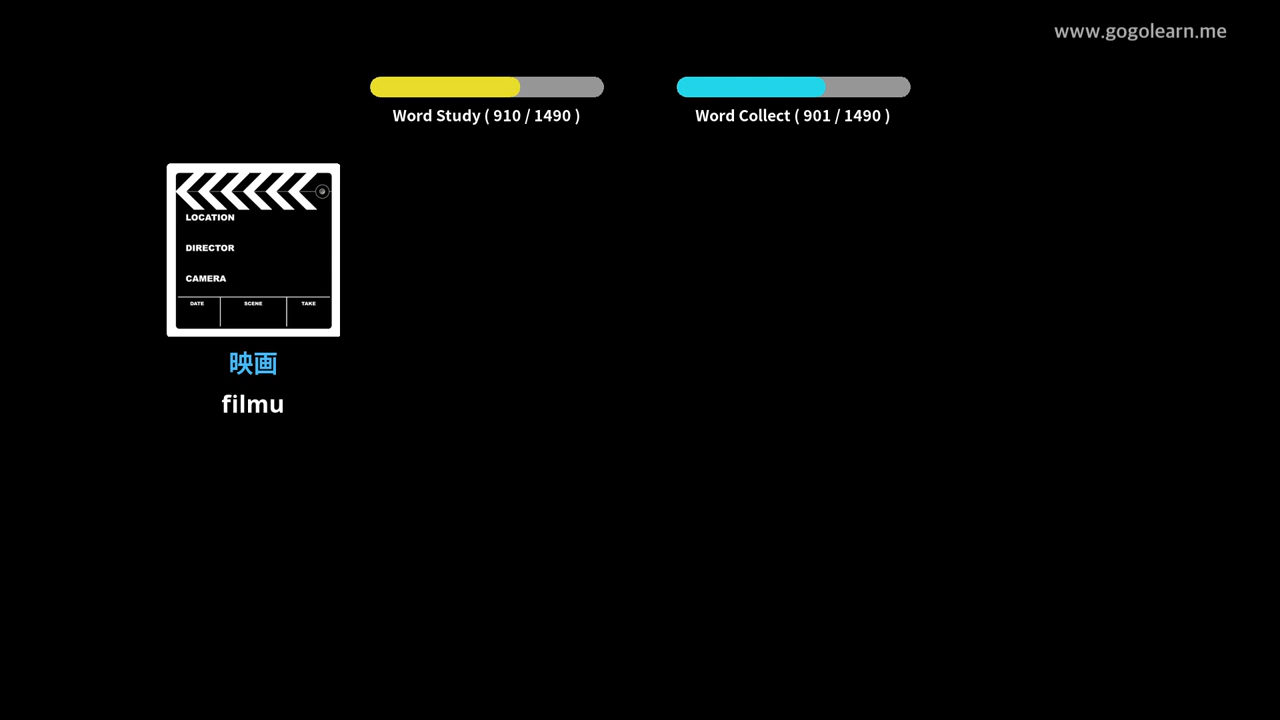 www.gogolearn.me
Word Study ( 910 / 1490 )
Word Collect ( 901 / 1490 )
LOCATION
DIRECTOR
CAMERA
DATE SCENE TAKE
映画
filmu